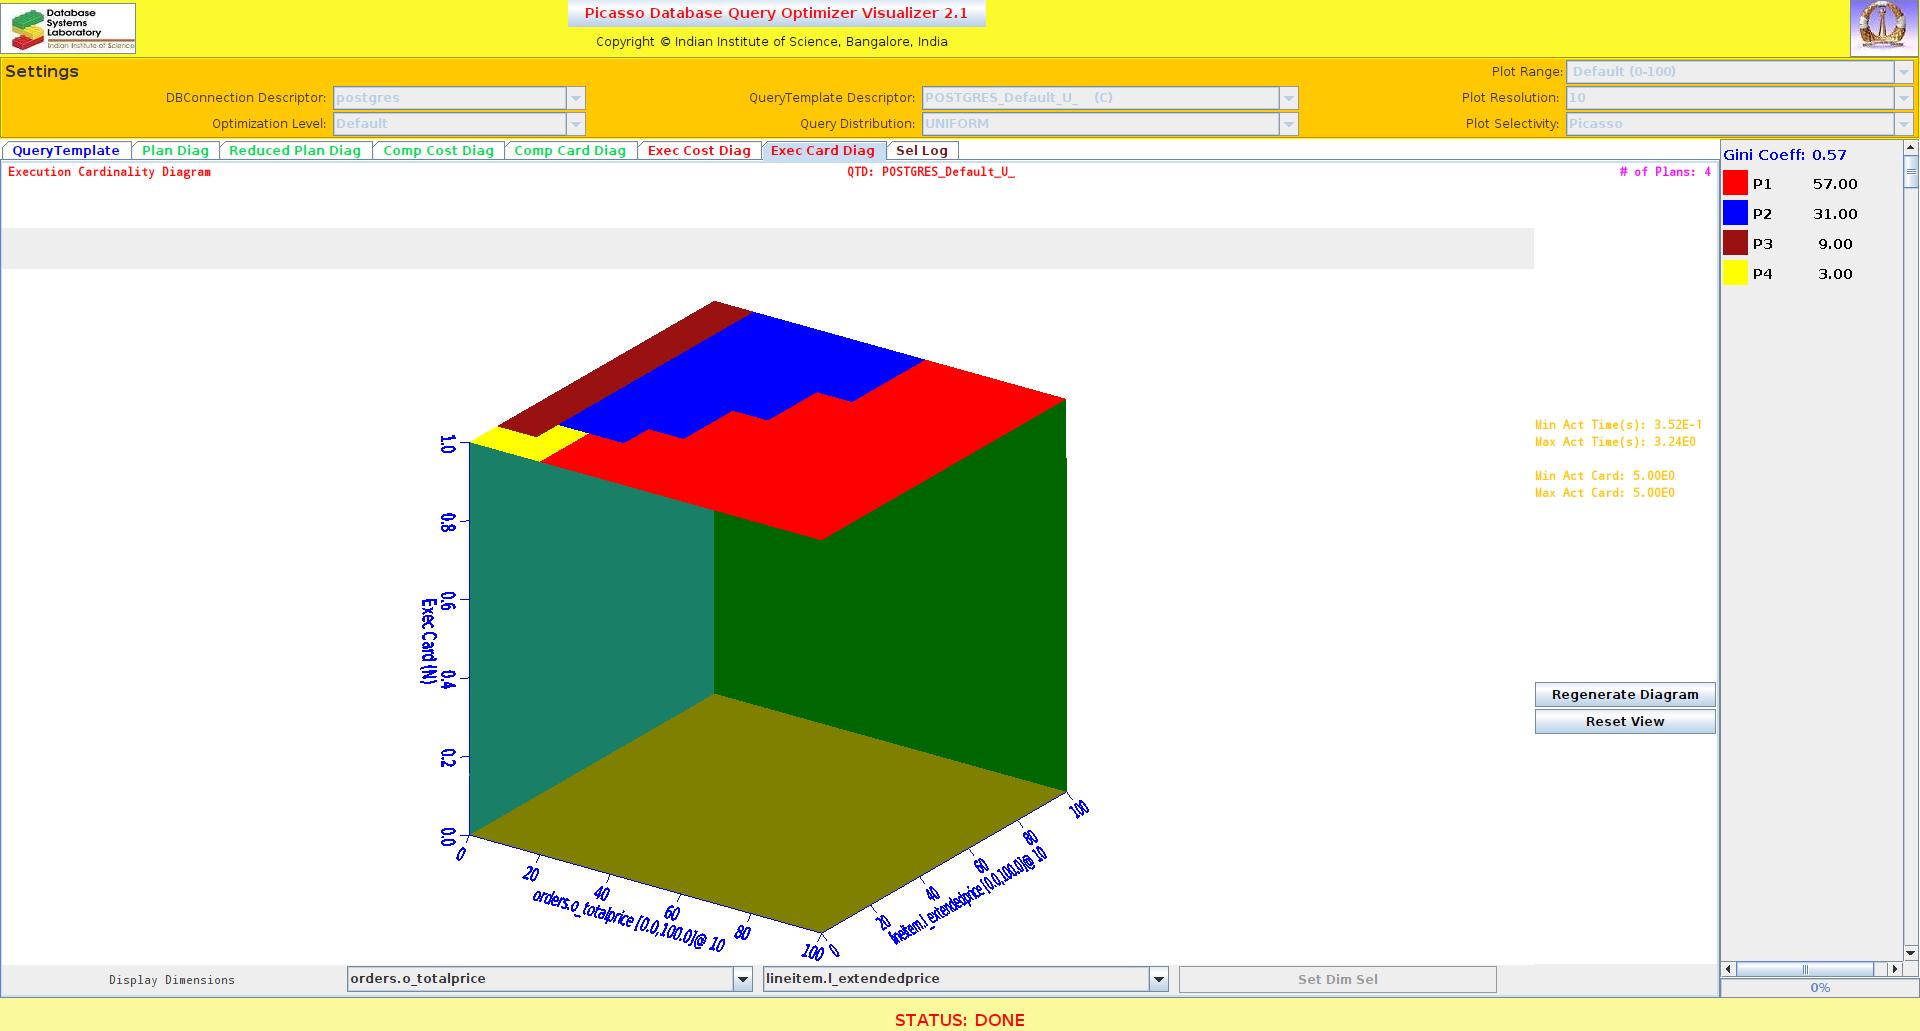 Database
Systems
Laboratory
Indian Institute of Science
Picasso Database Query Optimizer Visualizer 2.1
Copyright © Indian Institute of Science, Bangalore, India
Settings
Plot Range: Default (0-100)
DBConnection Descriptor: postgres
QueryTemplate Descriptor: POSTGRES_Default_U_ (C)
Plot Resolution: 10
Optimization Level: Default
Query Distribution: UNIFORM
Plot Selectivity: Picasso
QueryTemplate Plan Diag Reduced Plan Diag Comp Cost Diag Comp Card Diag Exec Cost Diag Exec Card Diag Sel Log
Execution Cardinality Diagram
QTD: POSTGRES_Default_U_
# of Plans: 4
Gini Coeff: 0.57
P1 57.00
P2 31.00
P3 9.00
P4 3.00
Min Act Time(s): 3.52E-1
Max Act Time(s): 3.24E0
Min Act Card: 5.00E0
Max Act Card: 5.00E0
1.0
0.8
0.6
0.4
0.2
0.0
Exec Card (N)
0
20
40
60
80
100
orders.o_totalprice [0.0,100.0]@ 10
0
20
40
60
80
100
lineitem.l_extendedprice [0.0,100.0]@ 10
Regenerate Diagram
Reset View
Display Dimensions
orders.o_totalprice
lineitem.l_extendedprice
Set Dim Sel
0%
STATUS: DONE